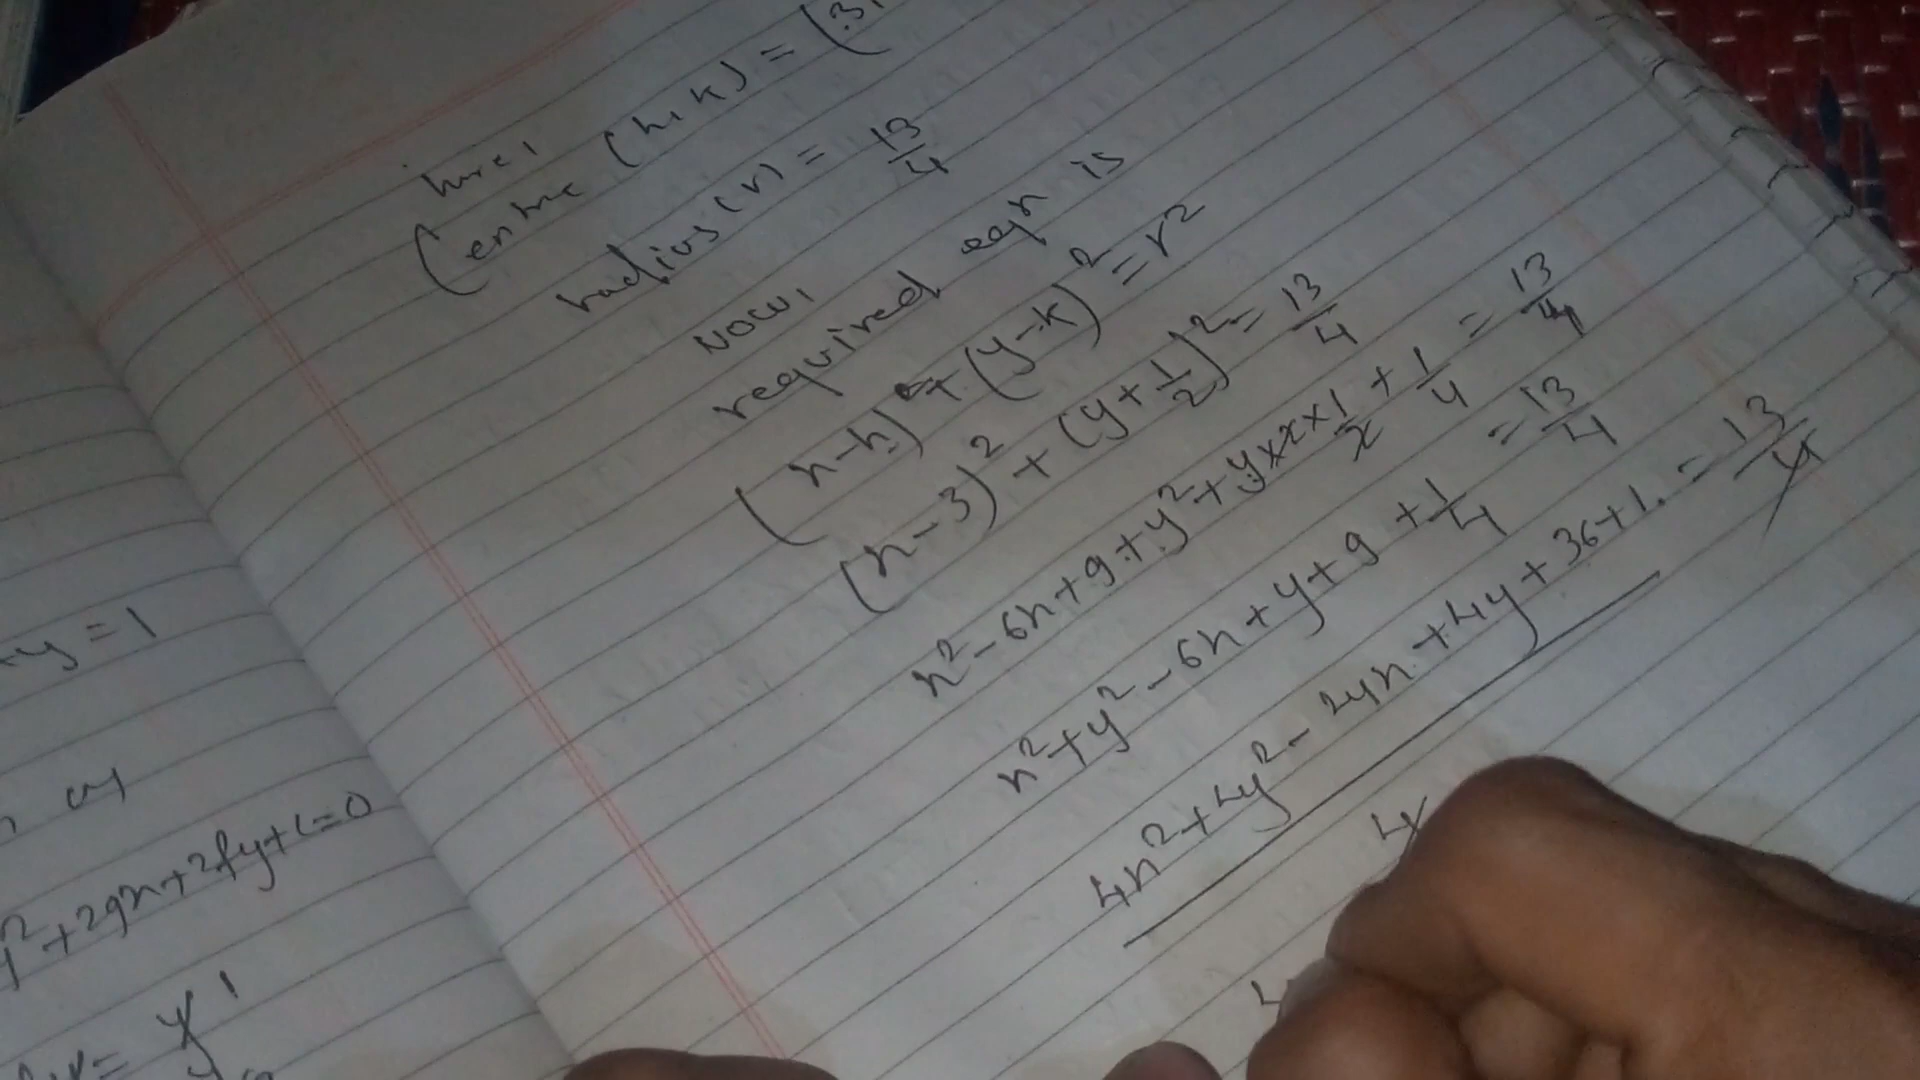 -y = 1
y² + 2gx + 2fy + c = 0
here,
Centre (h, k) = (3,
radius (r) = 13/4
Now,
required eqn is
(x-h)² + (y-k)² = r²
(x-3)² + (y+1/2)² = 13/4
x² - 6x + 9 + y² + y×2×1/2 + 1/4 = 13/4
x² + y² - 6x + y + 9 + 1/4 = 13/4
4x² + 4y² - 24x + 4y + 36 + 1 = 13/4
4